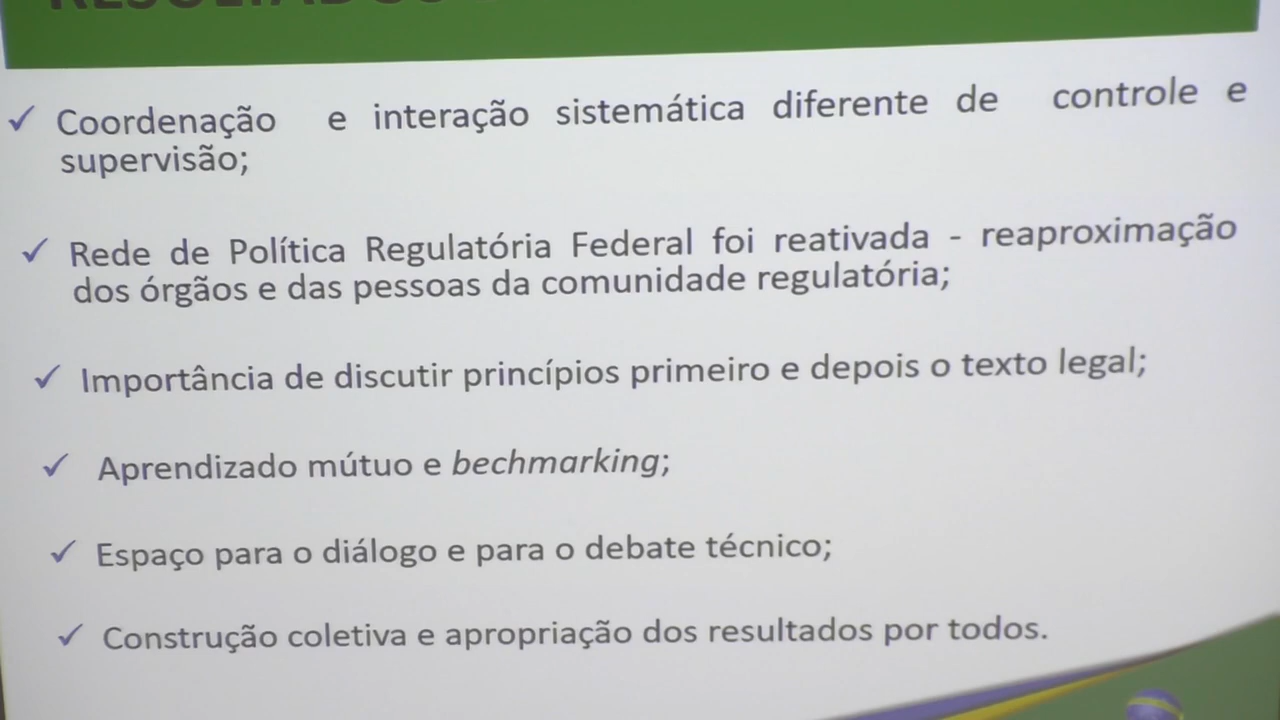 RESULTADOS
✓ Coordenação e interação sistemática diferente de controle e
supervisão;
✓ Rede de Política Regulatória Federal foi reativada - reaproximação
dos órgãos e das pessoas da comunidade regulatória;
✓ Importância de discutir princípios primeiro e depois o texto legal;
✓ Aprendizado mútuo e bechmarking;
✓ Espaço para o diálogo e para o debate técnico;
✓ Construção coletiva e apropriação dos resultados por todos.